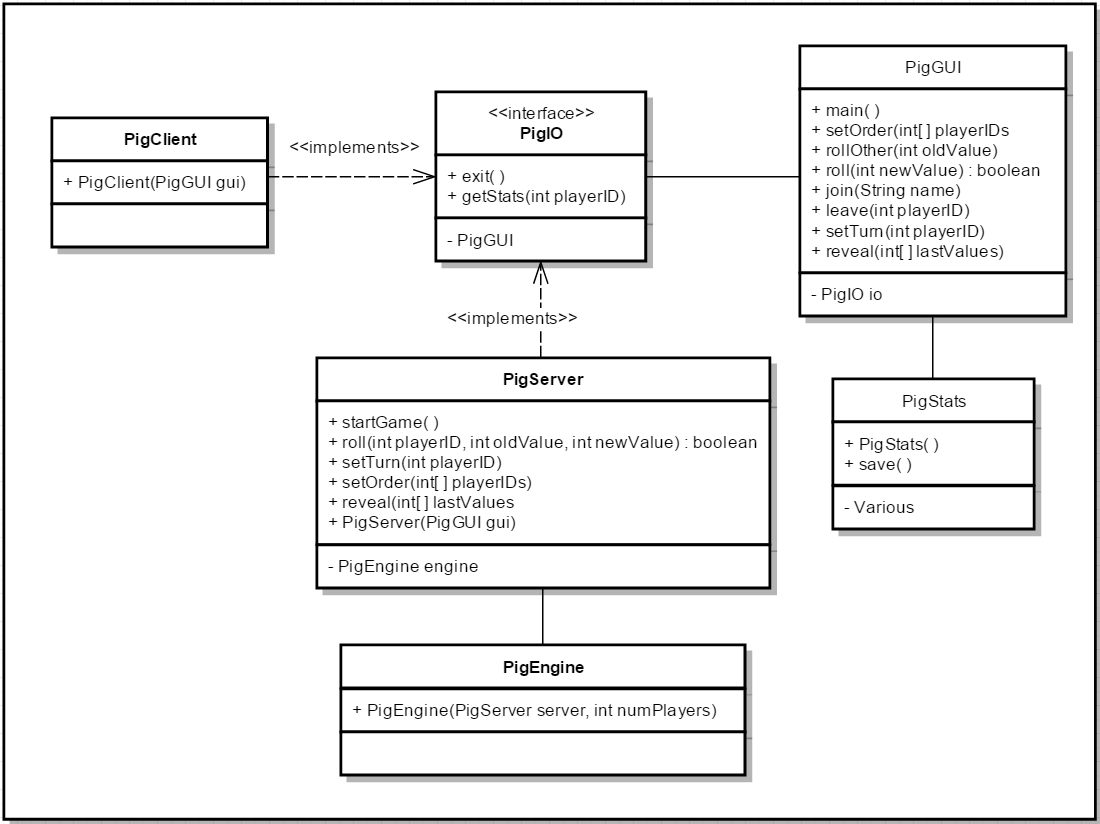 PigClient
+ PigClient(PigGUI gui)
<<implements>>
<<interface>>
PigIO
+ exit( )
+ getStats(int playerID)
- PigGUI
PigGUI
+ main( )
+ setOrder(int[ ] playerIDs
+ rollOther(int oldValue)
+ roll(int newValue) : boolean
+ join(String name)
+ leave(int playerID)
+ setTurn(int playerID)
+ reveal(int[ ] lastValues)
- PigIO io
<<implements>>
PigServer
+ startGame( )
+ roll(int playerID, int oldValue, int newValue) : boolean
+ setTurn(int playerID)
+ setOrder(int[ ] playerIDs)
+ reveal(int[ ] lastValues
+ PigServer(PigGUI gui)
- PigEngine engine
PigStats
+ PigStats( )
+ save( )
- Various
PigEngine
+ PigEngine(PigServer server, int numPlayers)